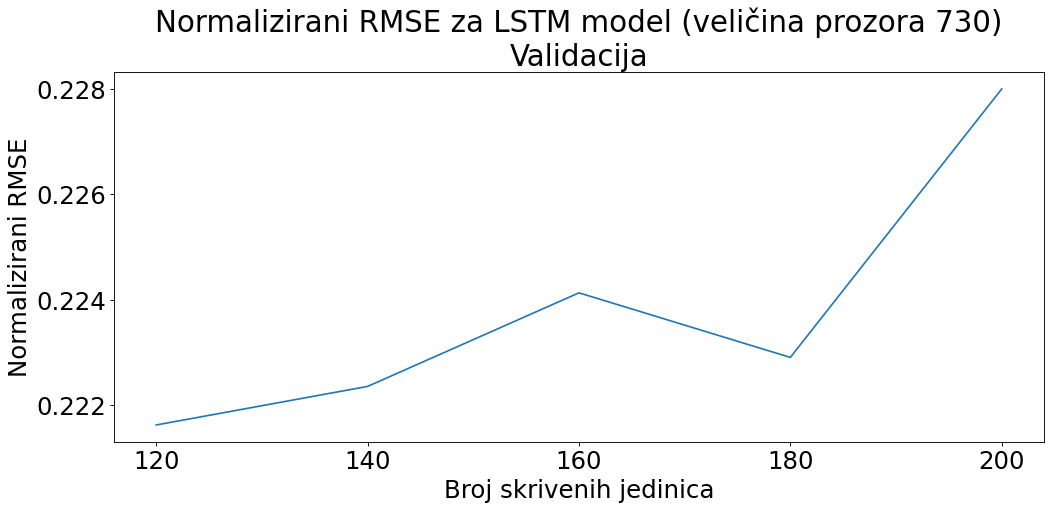 Normalizirani RMSE za LSTM model (veličina prozora 730)
Validacija
Normalizirani RMSE
0.228
0.226
0.224
0.222
120 140 160 180 200
Broj skrivenih jedinica